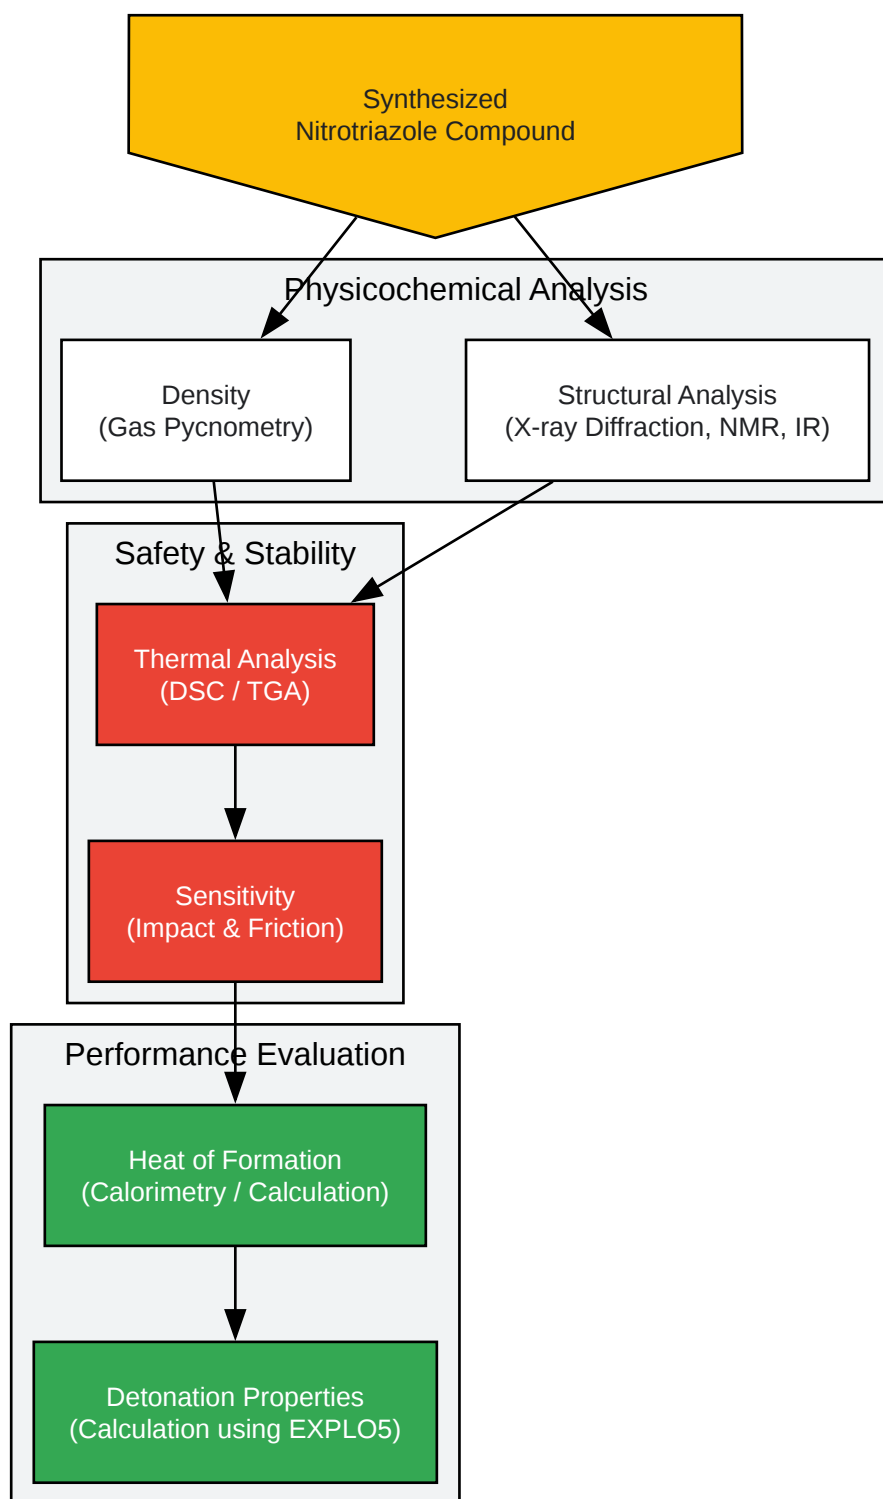 Synthesized
Nitrotriazole Compound
Physicochemical Analysis
Density
(Gas Pycnometry)
Structural Analysis
(X-ray Diffraction, NMR, IR)
Safety & Stability
Thermal Analysis
(DSC / TGA)
Sensitivity
(Impact & Friction)
Performance Evaluation
Heat of Formation
(Calorimetry / Calculation)
Detonation Properties
(Calculation using EXPLO5)